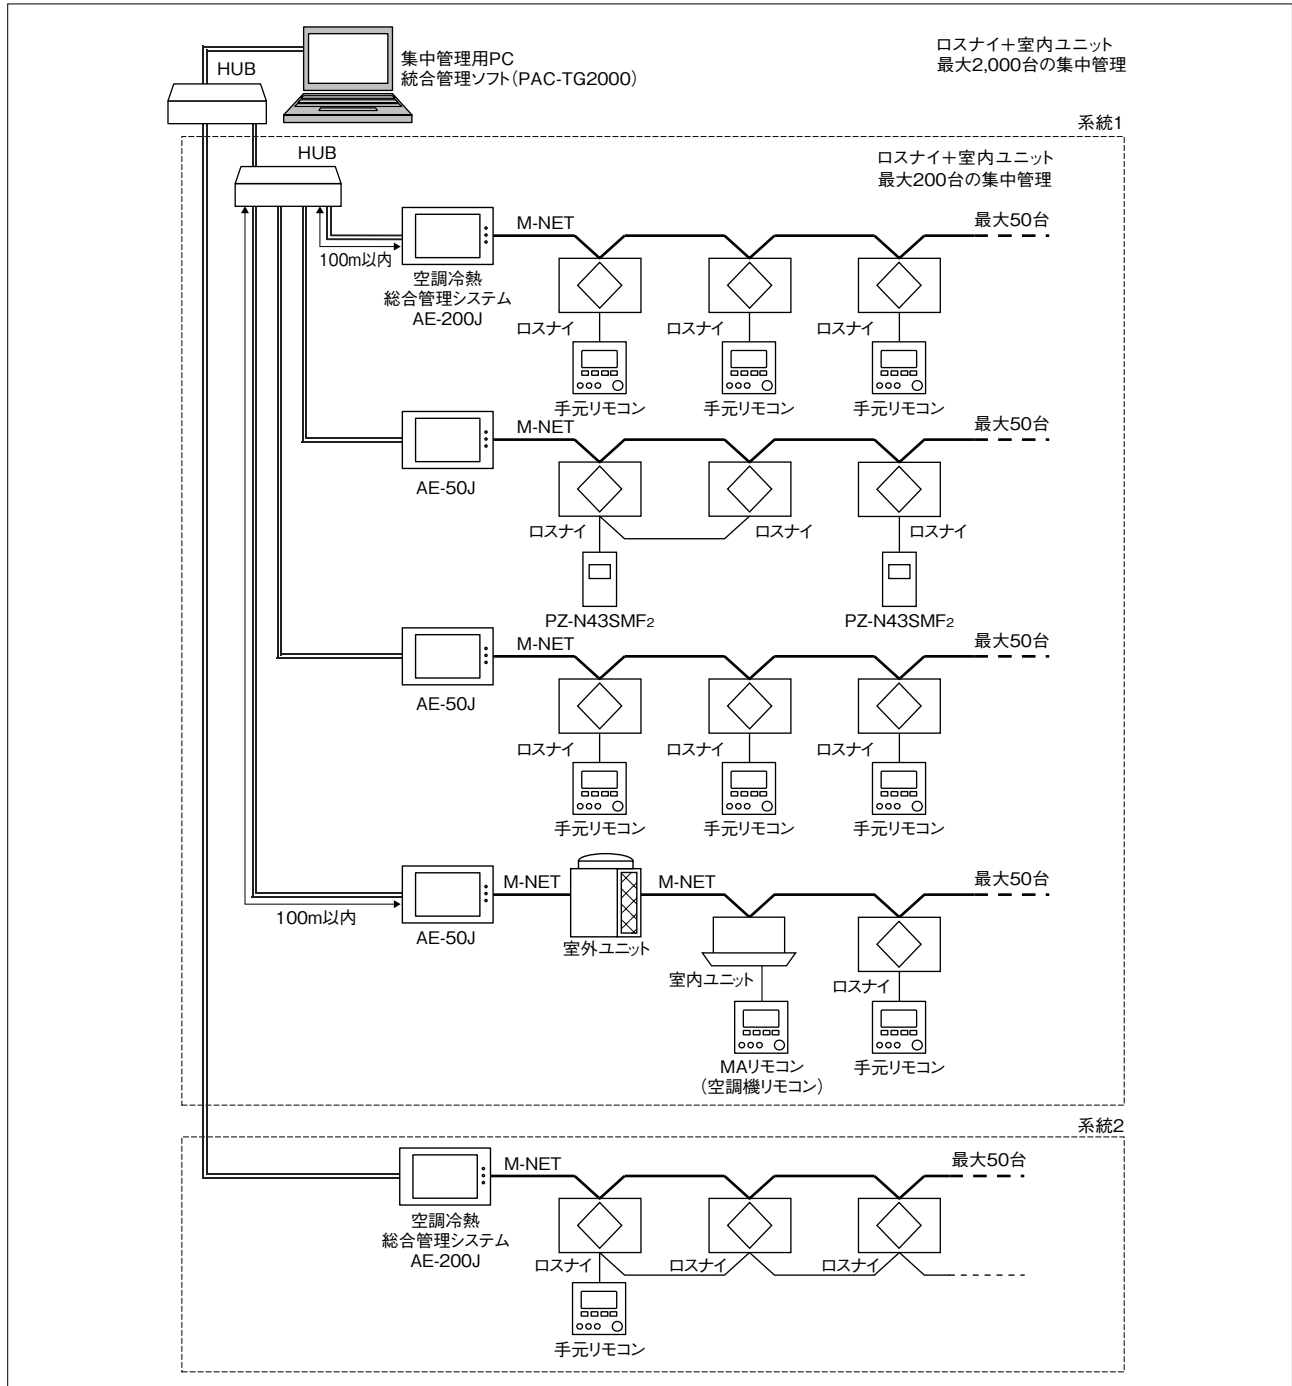 HUB
集中管理用PC
統合管理ソフト（PAC-TG2000）
ロスナイ＋室内ユニット
最大2,000台の集中管理
系統1
HUB
ロスナイ＋室内ユニット
最大200台の集中管理
100m以内
空調冷熱
総合管理システム
AE-200J
M-NET
最大50台
ロスナイ
ロスナイ
ロスナイ
手元リモコン
手元リモコン
手元リモコン
AE-50J
M-NET
最大50台
ロスナイ
ロスナイ
ロスナイ
PZ-N43SMF2
PZ-N43SMF2
AE-50J
M-NET
最大50台
ロスナイ
ロスナイ
ロスナイ
手元リモコン
手元リモコン
手元リモコン
100m以内
AE-50J
M-NET
室外ユニット
M-NET
最大50台
室内ユニット
ロスナイ
MAリモコン
（空調機リモコン）
手元リモコン
系統2
空調冷熱
総合管理システム
AE-200J
M-NET
最大50台
ロスナイ
ロスナイ
ロスナイ
手元リモコン